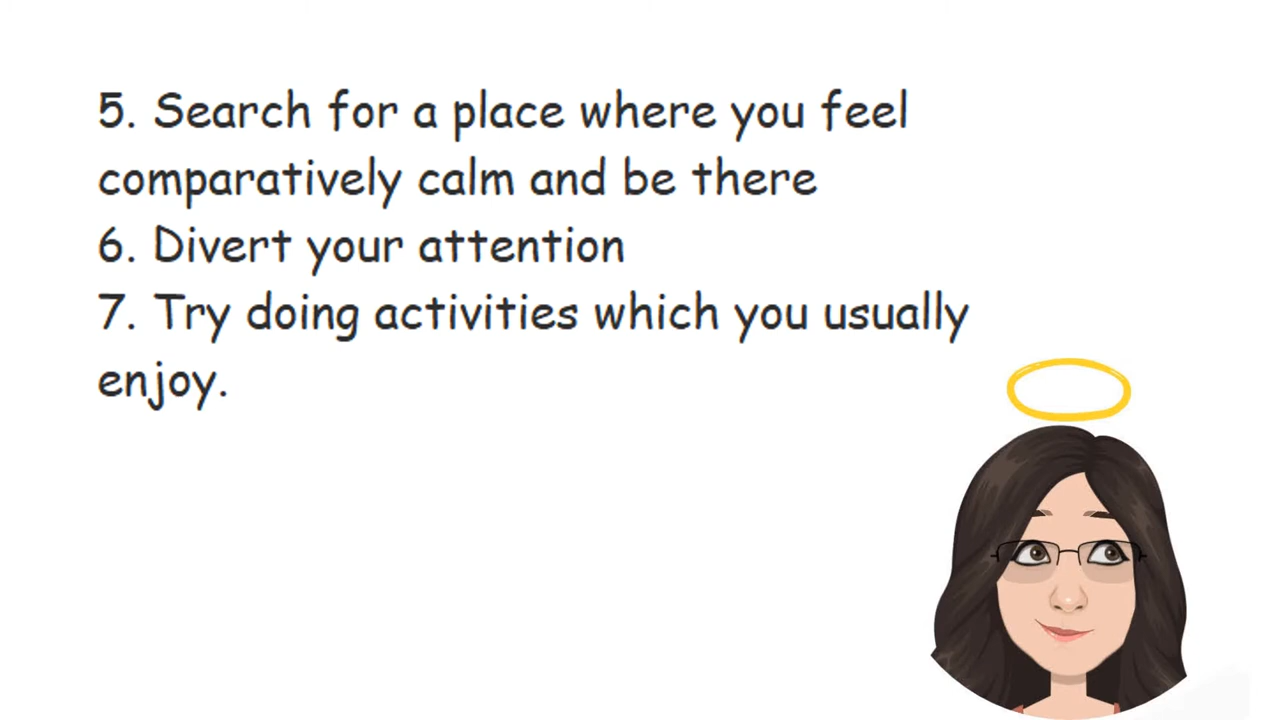 5. Search for a place where you feel
comparatively calm and be there
6. Divert your attention
7. Try doing activities which you usually
enjoy.